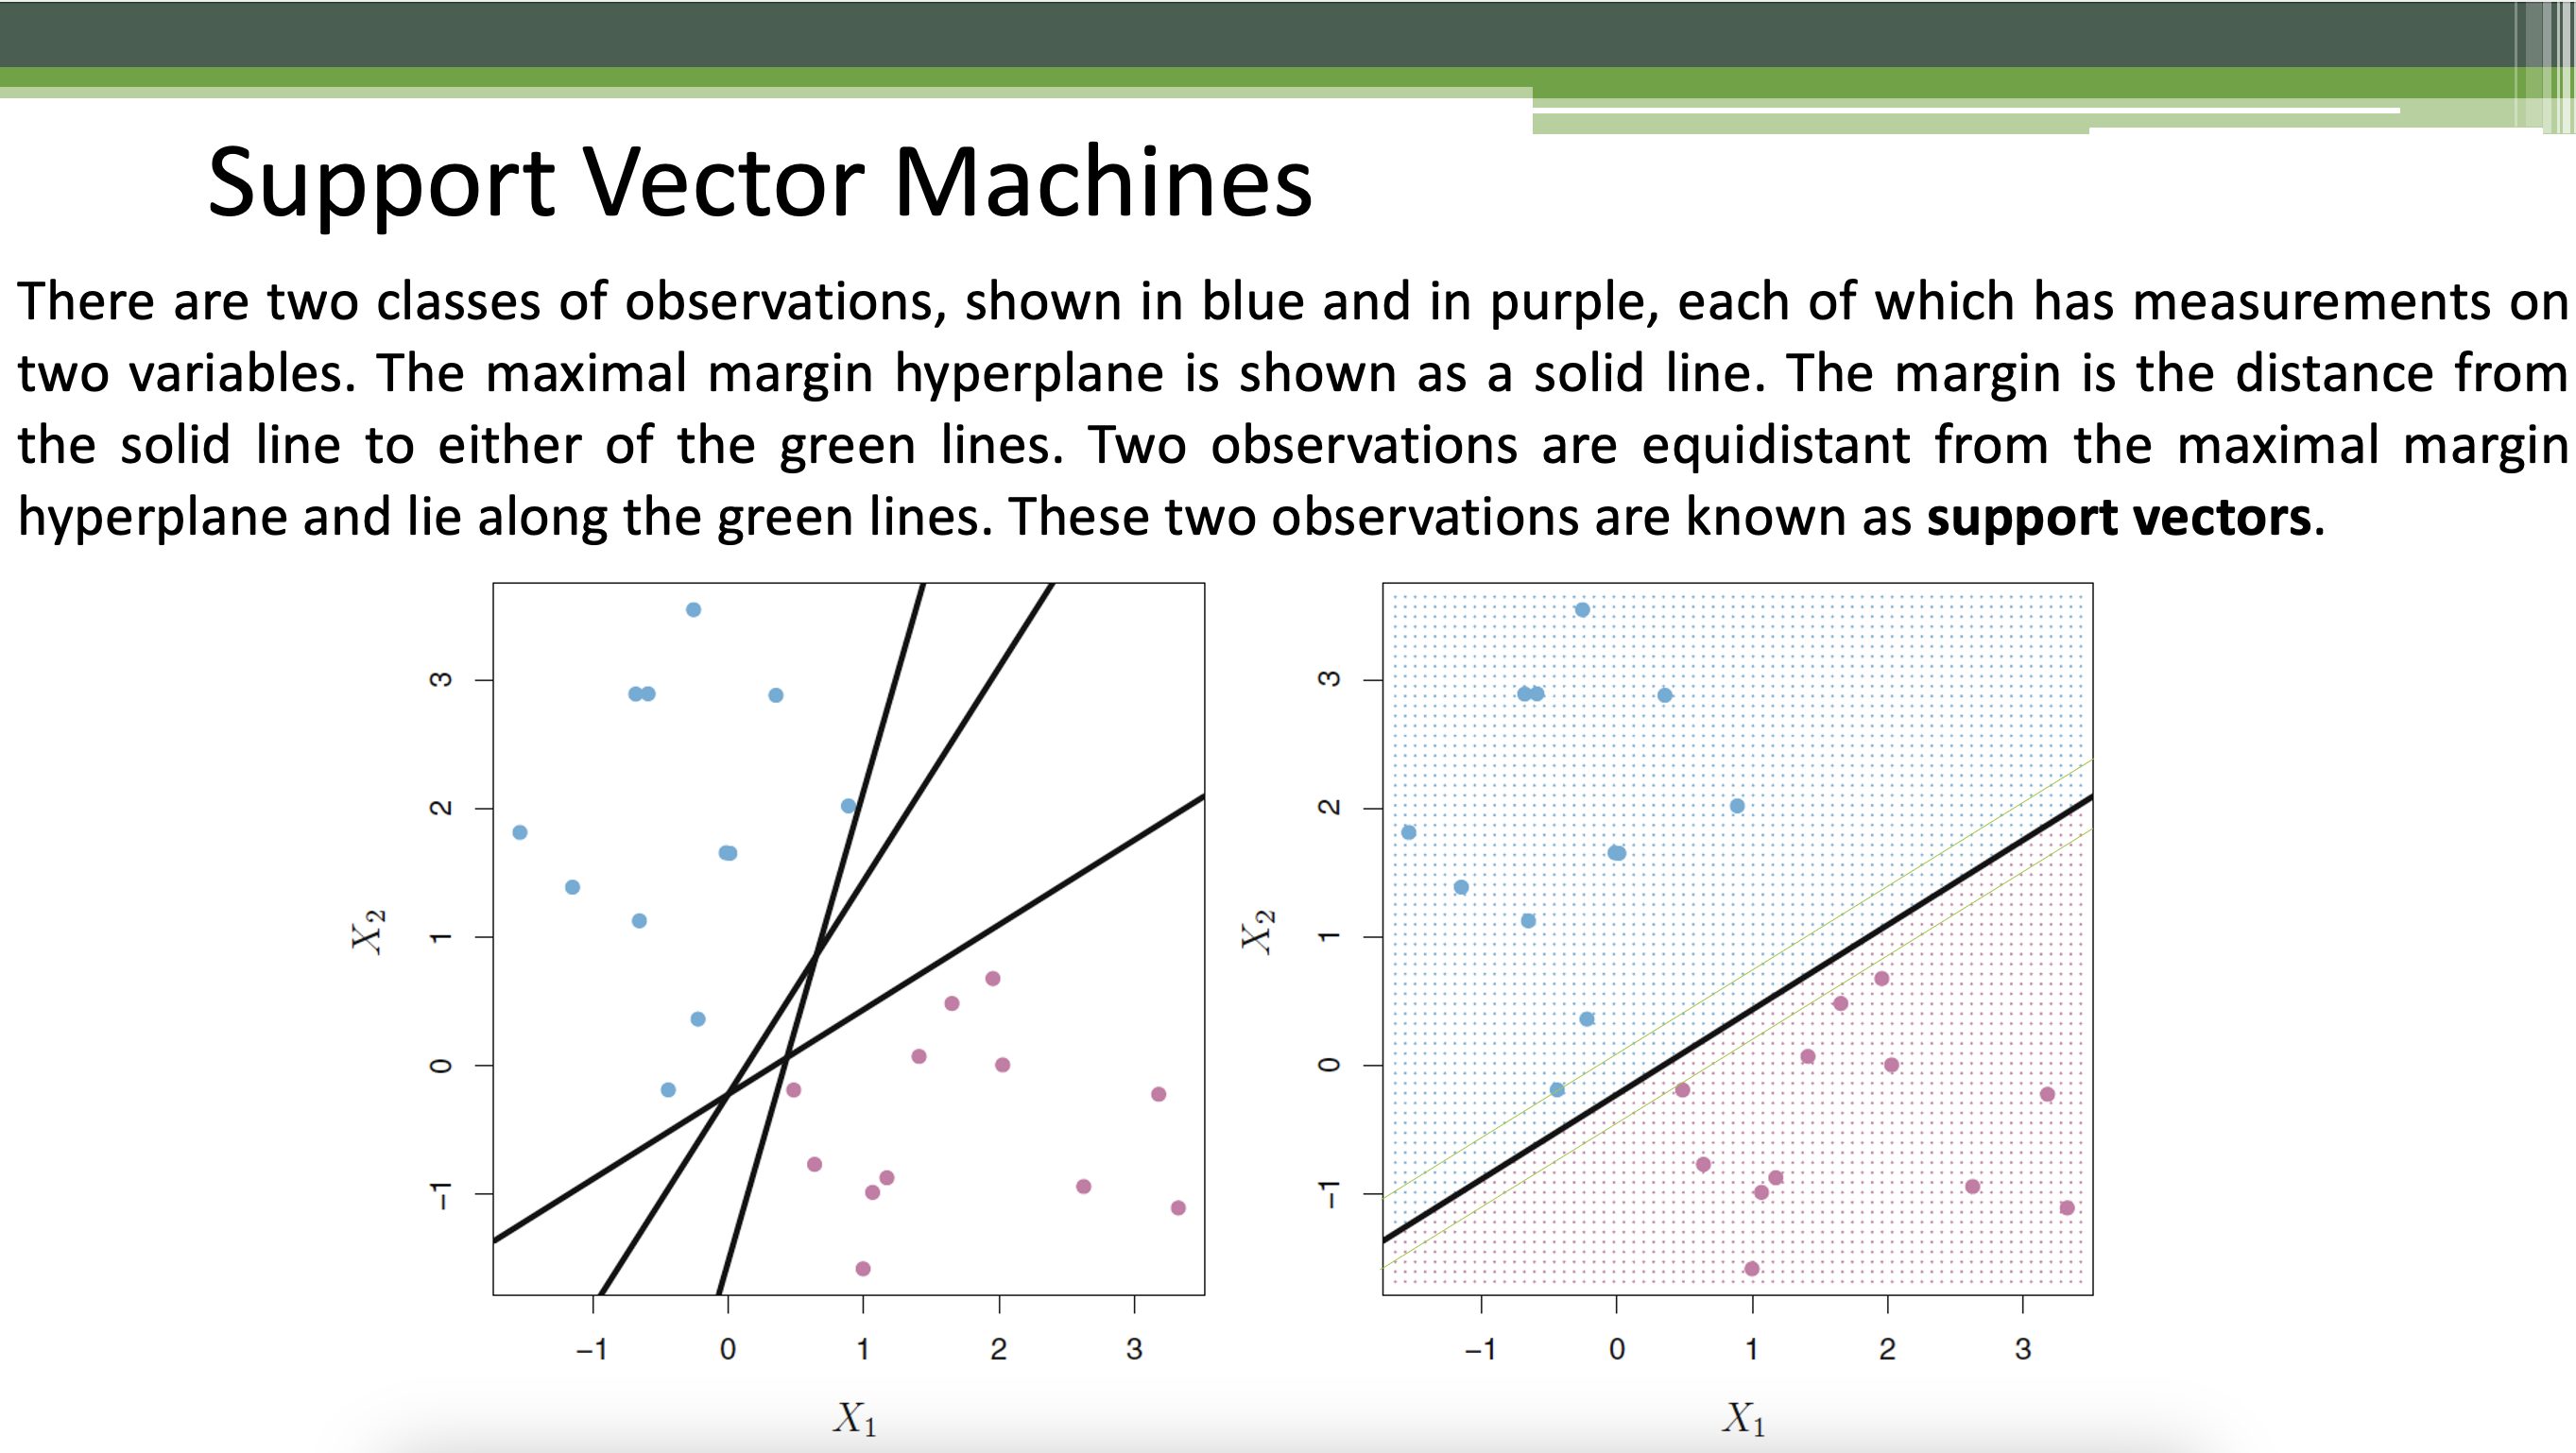 Support Vector Machines
There are two classes of observations, shown in blue and in purple, each of which has measurements on
two variables. The maximal margin hyperplane is shown as a solid line. The margin is the distance from
the solid line to either of the green lines. Two observations are equidistant from the maximal margin
hyperplane and lie along the green lines. These two observations are known as support vectors.
3
2
1
0
−1
X₂
−1 0 1 2 3
X₁
3
2
1
0
−1
X₂
−1 0 1 2 3
X₁